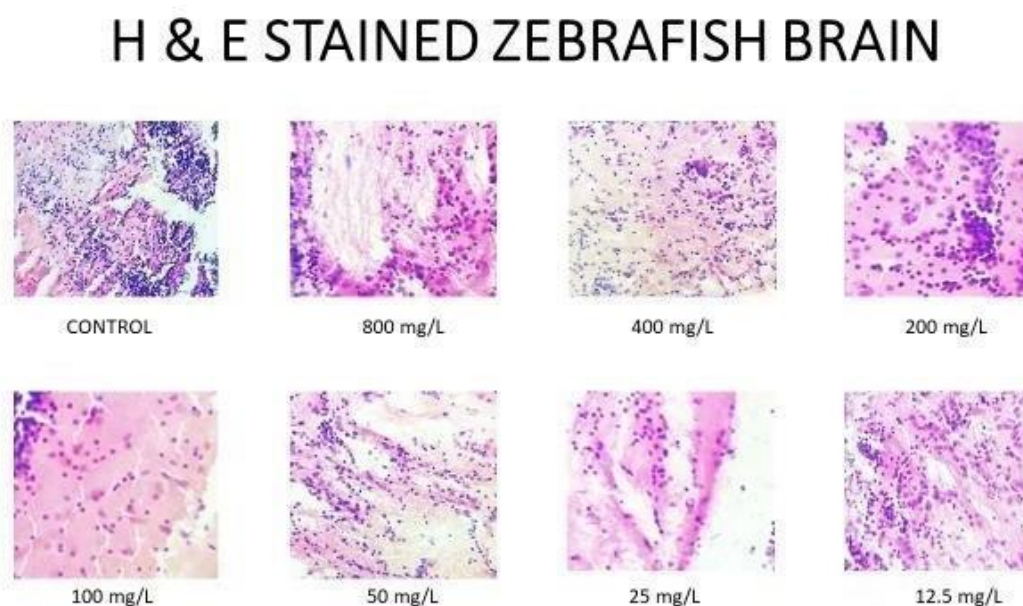 H & E STAINED ZEBRAFISH BRAIN
CONTROL
800 mg/L
400 mg/L
200 mg/L
100 mg/L
50 mg/L
25 mg/L
12.5 mg/L